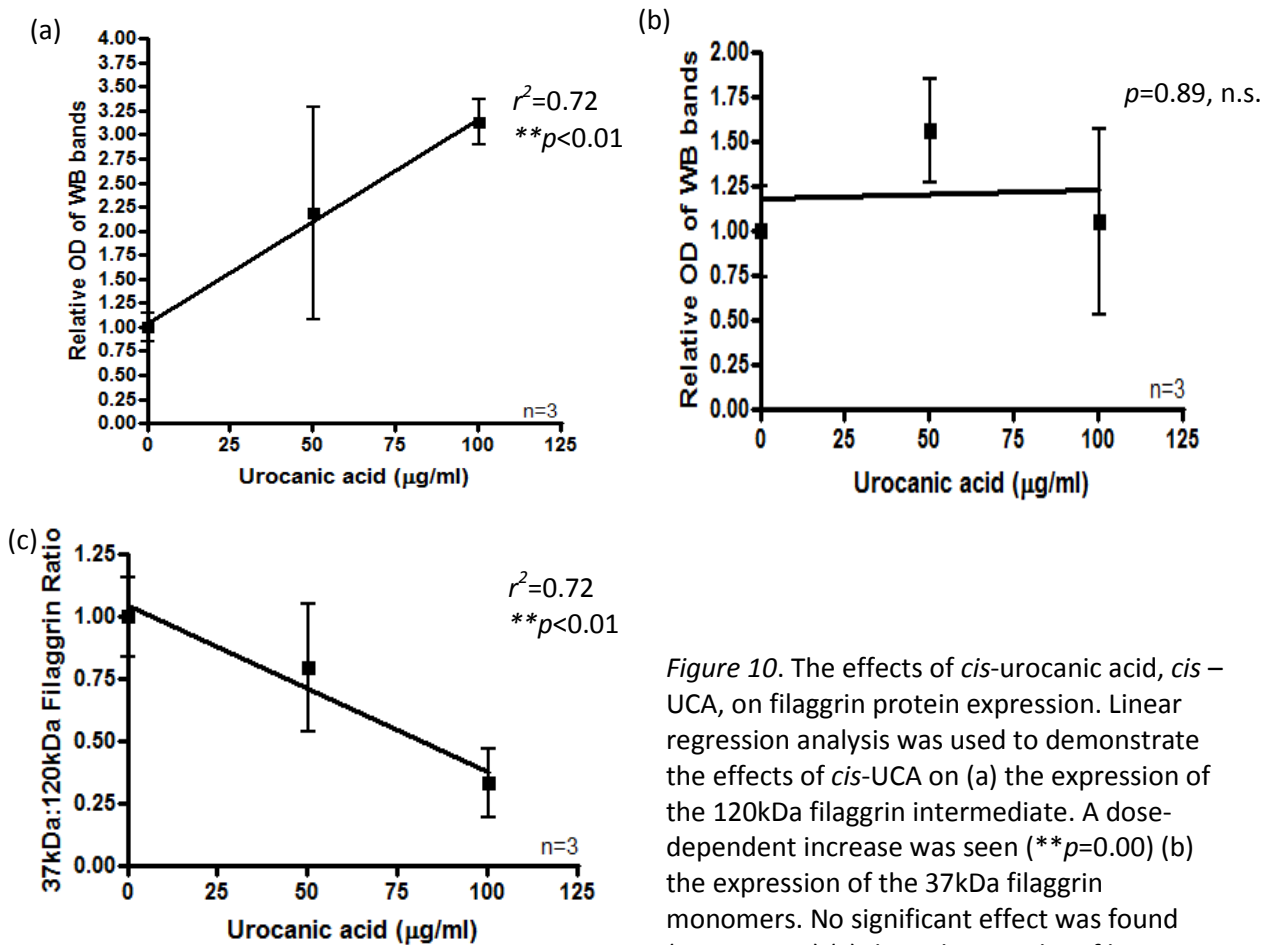 (a)
4.00
3.75
3.50
3.25
3.00
2.75
2.50
2.25
2.00
1.75
1.50
1.25
1.00
0.75
0.50
0.25
0.00
Relative OD of WB bands
r²=0.72
**p<0.01
n=3
0 25 50 75 100 125
Urocanic acid (µg/ml)
(b)
2.00
1.75
1.50
1.25
1.00
0.75
0.50
0.25
0.00
Relative OD of WB bands
p=0.89, n.s.
n=3
0 25 50 75 100 125
Urocanic acid (µg/ml)
(c)
1.25
1.00
0.75
0.50
0.25
0.00
37kDa:120kDa Filaggrin Ratio
r²=0.72
**p<0.01
n=3
0 25 50 75 100 125
Urocanic acid (µg/ml)
Figure 10. The effects of cis-urocanic acid, cis –
UCA, on filaggrin protein expression. Linear
regression analysis was used to demonstrate
the effects of cis-UCA on (a) the expression of
the 120kDa filaggrin intermediate. A dose-
dependent increase was seen (**p=0.00) (b)
the expression of the 37kDa filaggrin
monomers. No significant effect was found